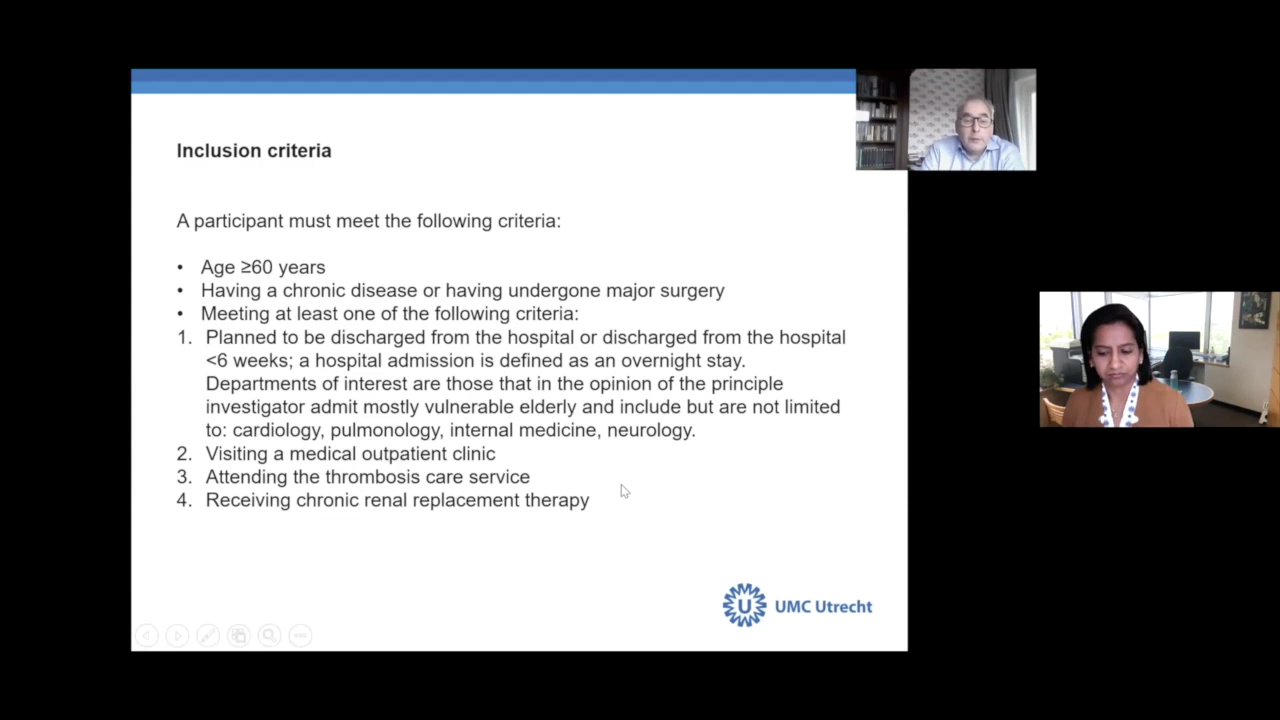 Inclusion criteria
A participant must meet the following criteria:
• Age ≥60 years
• Having a chronic disease or having undergone major surgery
• Meeting at least one of the following criteria:
1. Planned to be discharged from the hospital or discharged from the hospital
<6 weeks; a hospital admission is defined as an overnight stay.
Departments of interest are those that in the opinion of the principle
investigator admit mostly vulnerable elderly and include but are not limited
to: cardiology, pulmonology, internal medicine, neurology.
2. Visiting a medical outpatient clinic
3. Attending the thrombosis care service
4. Receiving chronic renal replacement therapy
U UMC Utrecht